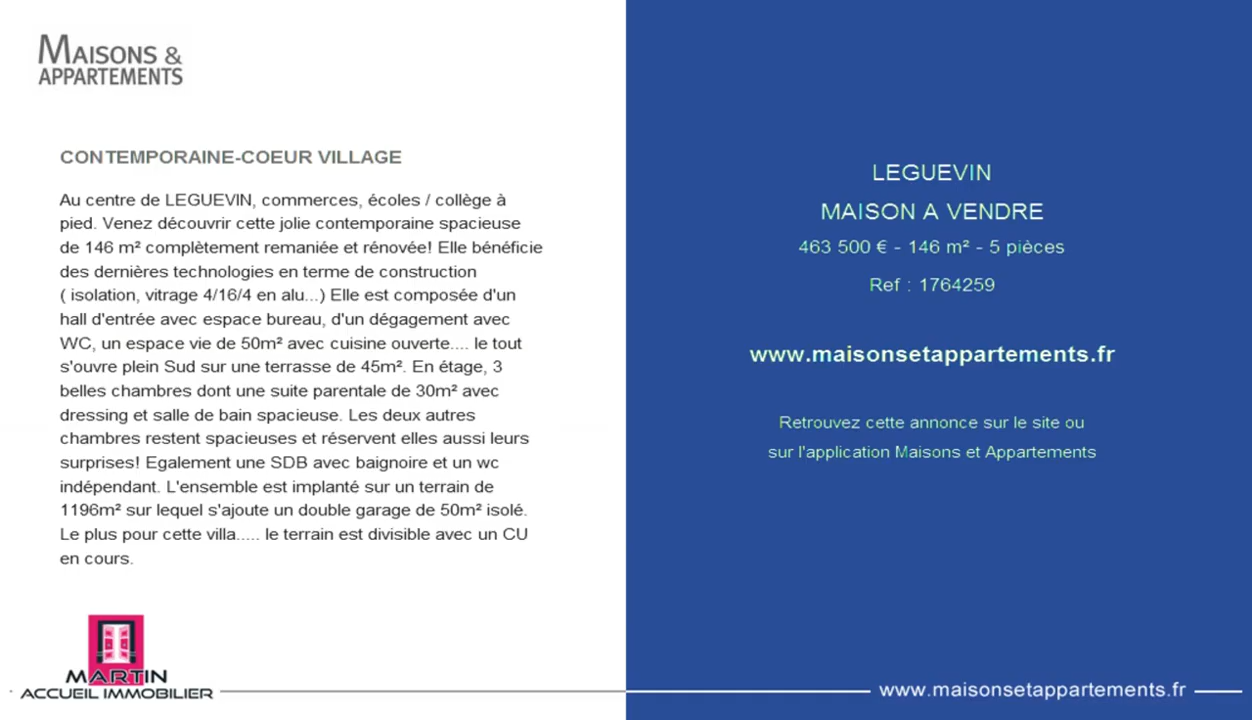 MAISONS &
APPARTEMENTS
CONTEMPORAINE-COEUR VILLAGE
Au centre de LEGUEVIN, commerces, écoles / collège à
pied. Venez découvrir cette jolie contemporaine spacieuse
de 146 m² complètement remaniée et rénovée! Elle bénéficie
des dernières technologies en terme de construction
( isolation, vitrage 4/16/4 en alu...) Elle est composée d'un
hall d'entrée avec espace bureau, d'un dégagement avec
WC, un espace vie de 50m² avec cuisine ouverte.... le tout
s'ouvre plein Sud sur une terrasse de 45m². En étage, 3
belles chambres dont une suite parentale de 30m² avec
dressing et salle de bain spacieuse. Les deux autres
chambres restent spacieuses et réservent elles aussi leurs
surprises! Egalement une SDB avec baignoire et un wc
indépendant. L'ensemble est implanté sur un terrain de
1196m² sur lequel s'ajoute un double garage de 50m² isolé.
Le plus pour cette villa..... le terrain est divisible avec un CU
en cours.
MARTIN
ACCUEIL IMMOBILIER
LEGUEVIN
MAISON A VENDRE
463 500 € - 146 m² - 5 pièces
Ref : 1764259
www.maisonsetappartements.fr
Retrouvez cette annonce sur le site ou
sur l'application Maisons et Appartements
www.maisonsetappartements.fr